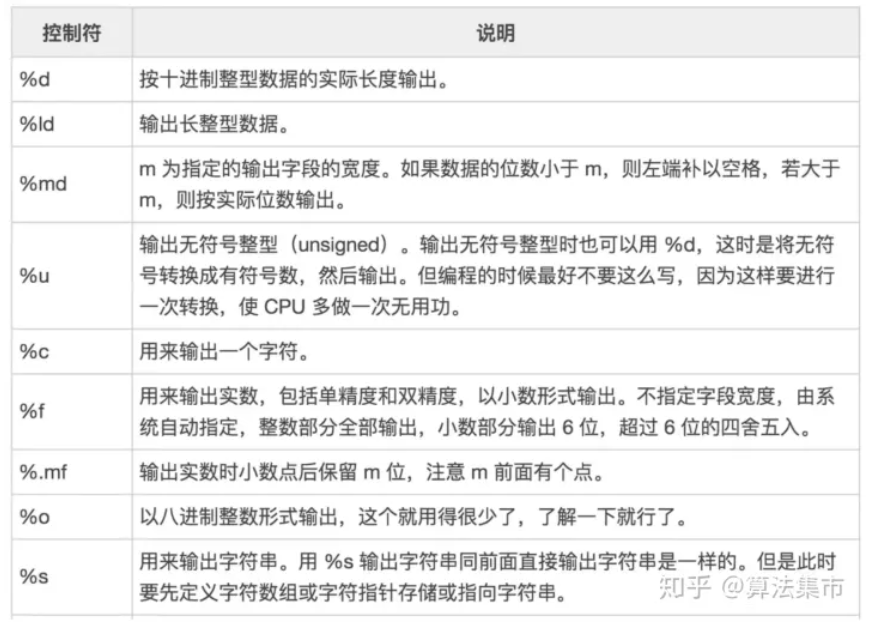 控制符 说明
%d 按十进制整型数据的实际长度输出。
%ld 输出长整型数据。
%md m 为指定的输出字段的宽度。如果数据的位数小于 m，则左端补以空格，若大于
m，则按实际位数输出。
%u 输出无符号整型（unsigned）。输出无符号整型时也可以用 %d，这时是将无符
号转换成有符号数，然后输出。但编程的时候最好不要这么写，因为这样要进行
一次转换，使 CPU 多做一次无用功。
%c 用来输出一个字符。
%f 用来输出实数，包括单精度和双精度，以小数形式输出。不指定字段宽度，由系
统自动指定，整数部分全部输出，小数部分输出 6 位，超过 6 位的四舍五入。
%.mf 输出实数时小数点后保留 m 位，注意 m 前面有个点。
%o 以八进制整数形式输出，这个就用得很少了，了解一下就行了。
%s 用来输出字符串。用 %s 输出字符串同前面直接输出字符串是一样的。但是此时
要先定义字符数组或字符指针存储或指向字符串。
知乎 @算法集市